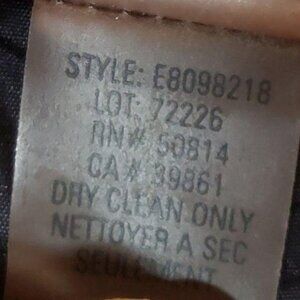 STYLE: E8098218
LOT: 72226
RN# 50814
CA# 39861
DRY CLEAN ONLY
NETTOYER A SEC
SEULEMENT